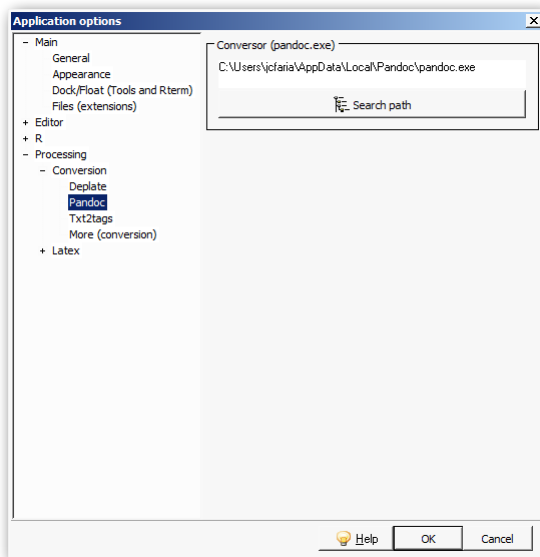 Application options
Main
General
Appearance
Dock/Float (Tools and Rterm)
Files (extensions)
Editor
R
Processing
Conversion
Deplate
Pandoc
Txt2tags
More (conversion)
Latex
Conversor (pandoc.exe)
C:\Users\jcfaria\AppData\Local\Pandoc\pandoc.exe
Search path
Help
OK
Cancel